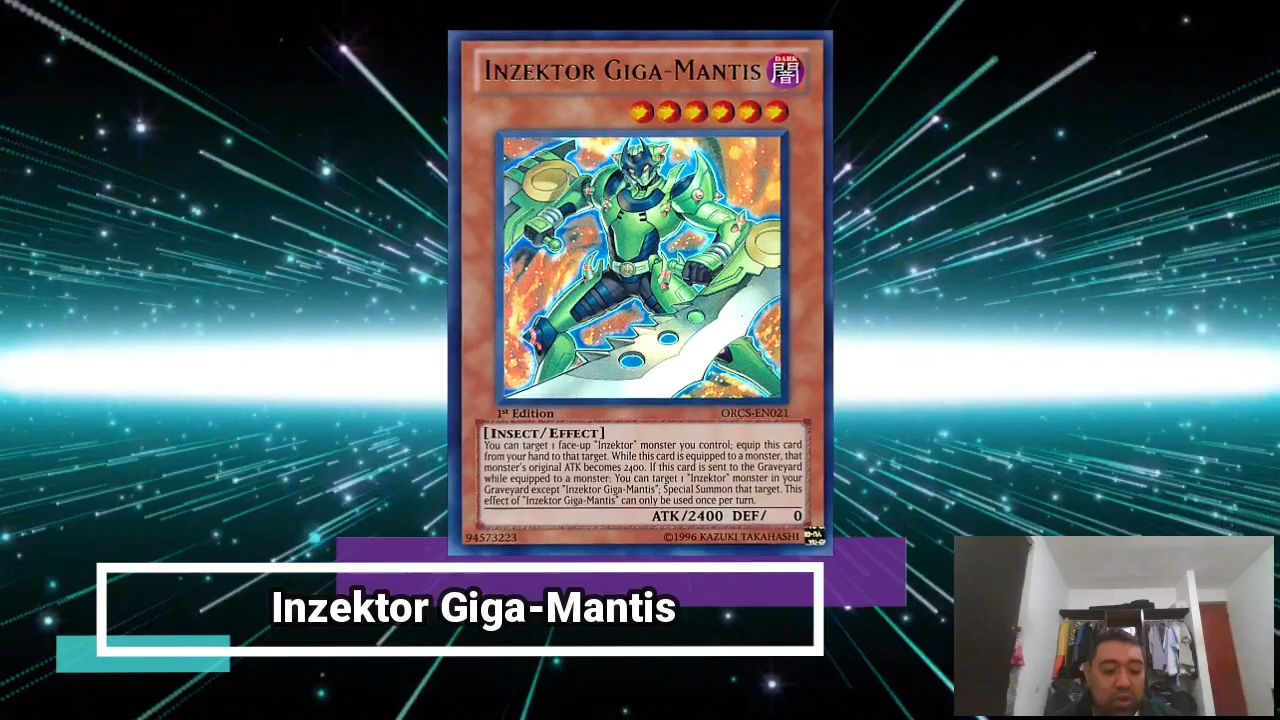 INZEKTOR GIGA-MANTIS
DARK
闇
1st Edition
ORCS-EN021
[INSECT/EFFECT]
You can target 1 face-up "Inzektor" monster you control; equip this card
from your hand to that target. While this card is equipped to a monster, that
monster's original ATK becomes 2400. If this card is sent to the Graveyard
while equipped to a monster: You can target 1 "Inzektor" monster in your
Graveyard except "Inzektor Giga-Mantis"; Special Summon that target. This
effect of "Inzektor Giga-Mantis" can only be used once per turn.
ATK/2400 DEF/ 0
94573223
©1996 KAZUKI TAKAHASHI
Inzektor Giga-Mantis